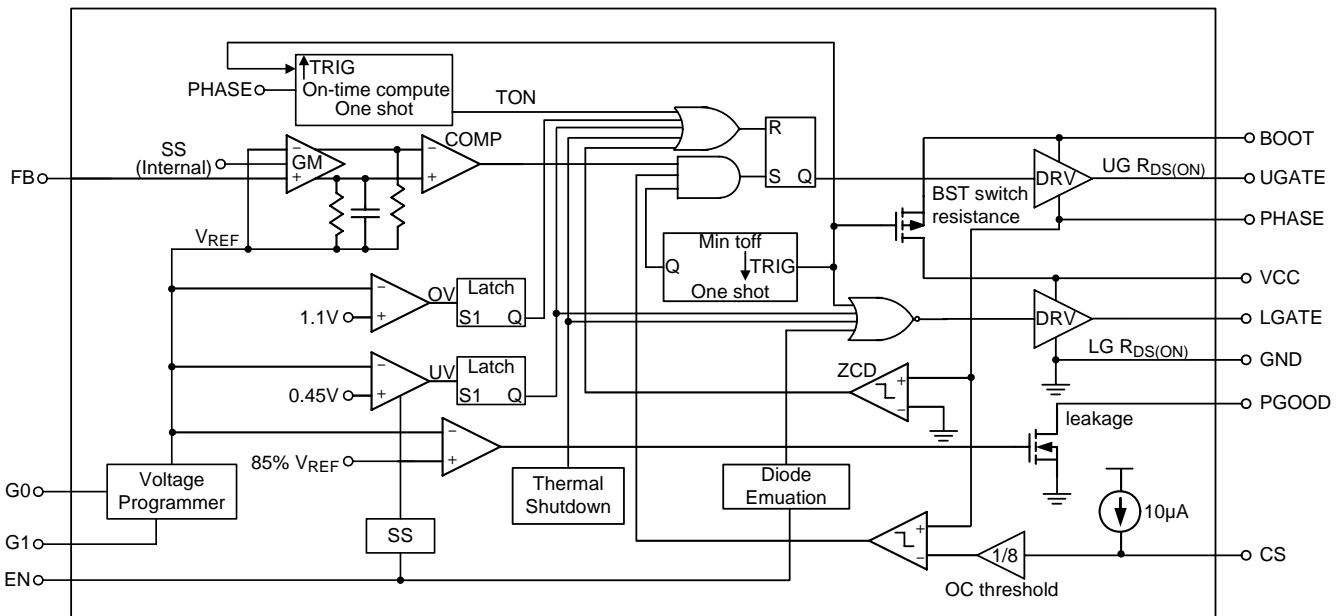 TRIG
PHASE
On-time compute
One shot
TON
SS
(Internal)
FB
−
GM
+
COMP
−
+
R
S
Q
VREF
Min toff
Q
TRIG
One shot
BST switch
resistance
DRV
UG RDS(ON)
BOOT
UGATE
PHASE
VCC
−
+
1.1V
OV
Latch
S1
Q
DRV
LGATE
LG RDS(ON)
GND
−
+
0.45V
UV
Latch
S1
Q
ZCD
+
−
PGOOD
leakage
−
+
85% VREF
G0
Voltage
Programmer
Thermal
Shutdown
Diode
Emuation
10µA
G1
SS
+
−
1/8
OC threshold
CS
EN